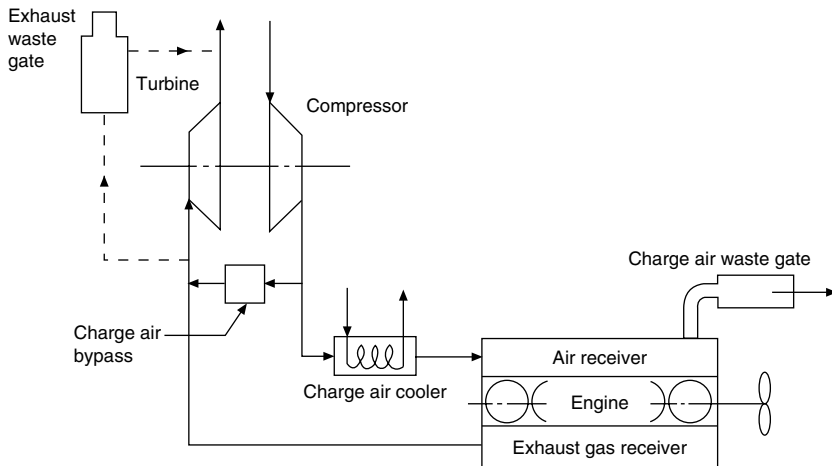 Exhaust
waste
gate
Turbine
Compressor
Charge air waste gate
Charge air
bypass
Charge air cooler
Air receiver
Engine
Exhaust gas receiver